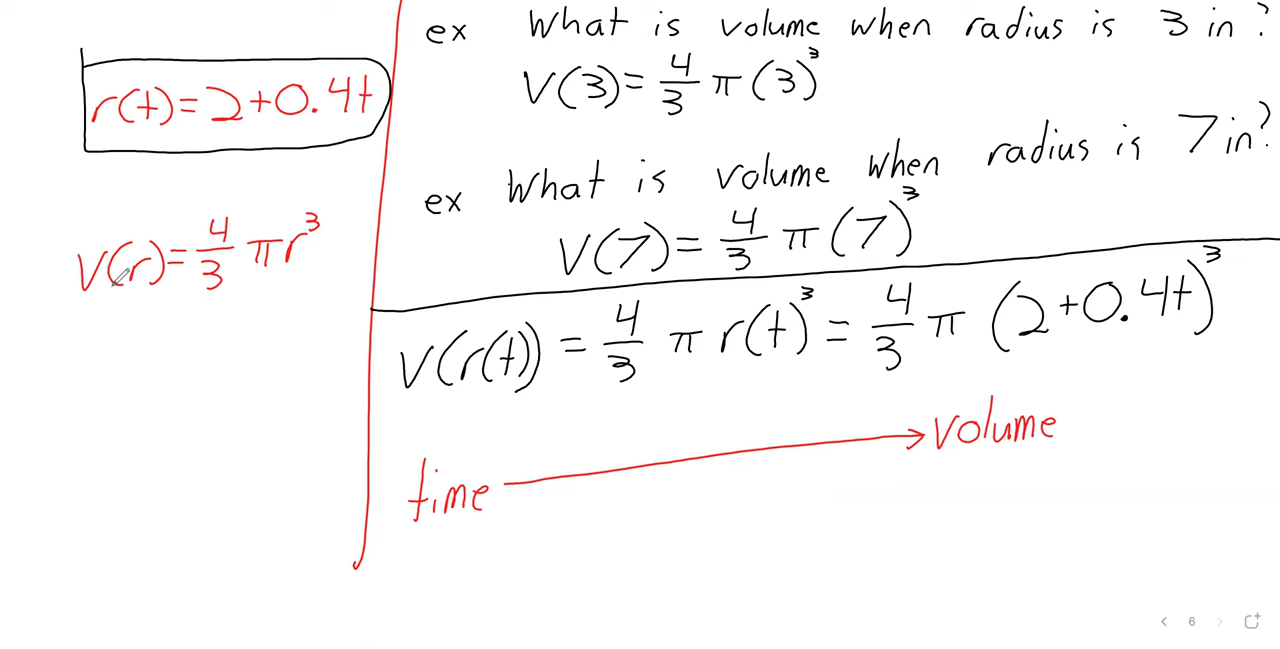 r(t) = 2 + 0.4t
V(r) = 4/3 π r³
ex What is volume when radius is 3 in?
V(3) = 4/3 π (3)³
ex What is volume when radius is 7 in?
V(7) = 4/3 π (7)³
V(r(t)) = 4/3 π r(t)³ = 4/3 π (2 + 0.4t)³
time → volume
6